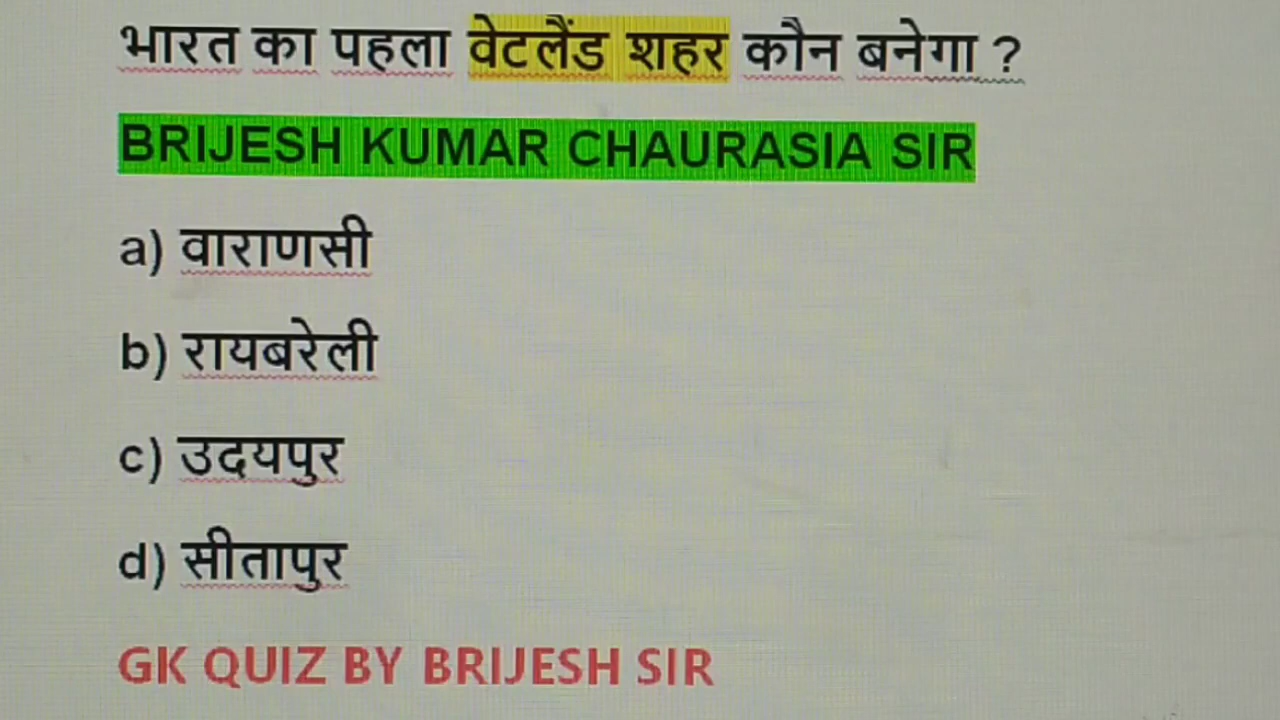 भारत का पहला वेटलैंड शहर कौन बनेगा ?
BRIJESH KUMAR CHAURASIA SIR
a) वाराणसी
b) रायबरेली
c) उदयपुर
d) सीतापुर
GK QUIZ BY BRIJESH SIR